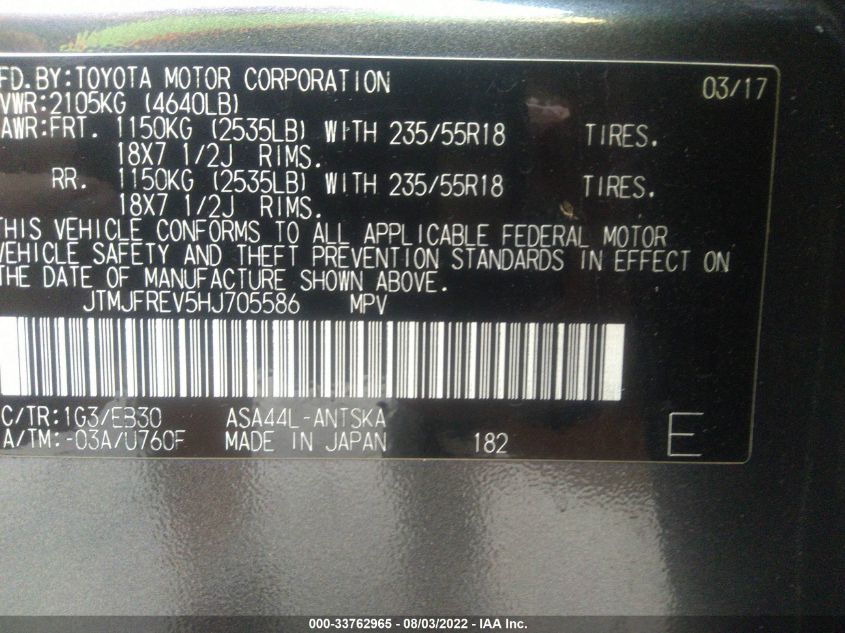 FD.BY:TOYOTA MOTOR CORPORATION 03/17
VWR:2105KG (4640LB)
AWR:FRT. 1150KG (2535LB) WITH 235/55R18 TIRES.
18X7 1/2J RIMS.
RR. 1150KG (2535LB) WITH 235/55R18 TIRES.
18X7 1/2J RIMS.
THIS VEHICLE CONFORMS TO ALL APPLICABLE FEDERAL MOTOR
VEHICLE SAFETY AND THEFT PREVENTION STANDARDS IN EFFECT ON
THE DATE OF MANUFACTURE SHOWN ABOVE.
JTMJFREV5HJ705586 MPV
C/TR:1G3/EB30 ASA44L-ANTSKA
A/TM:-03A/U760F MADE IN JAPAN 182 E
000-33762965 - 08/03/2022 - IAA Inc.